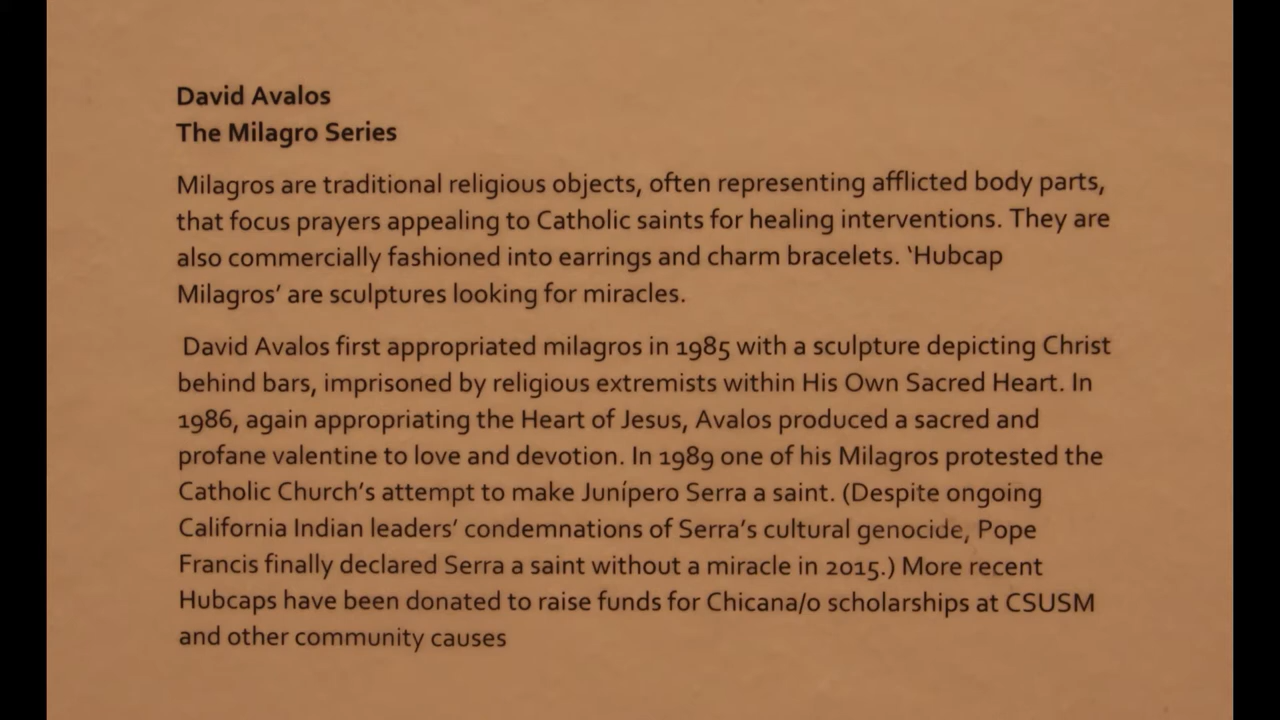 David Avalos
The Milagro Series
Milagros are traditional religious objects, often representing afflicted body parts,
that focus prayers appealing to Catholic saints for healing interventions. They are
also commercially fashioned into earrings and charm bracelets. ‘Hubcap
Milagros’ are sculptures looking for miracles.
David Avalos first appropriated milagros in 1985 with a sculpture depicting Christ
behind bars, imprisoned by religious extremists within His Own Sacred Heart. In
1986, again appropriating the Heart of Jesus, Avalos produced a sacred and
profane valentine to love and devotion. In 1989 one of his Milagros protested the
Catholic Church’s attempt to make Junípero Serra a saint. (Despite ongoing
California Indian leaders’ condemnations of Serra’s cultural genocide, Pope
Francis finally declared Serra a saint without a miracle in 2015.) More recent
Hubcaps have been donated to raise funds for Chicana/o scholarships at CSUSM
and other community causes